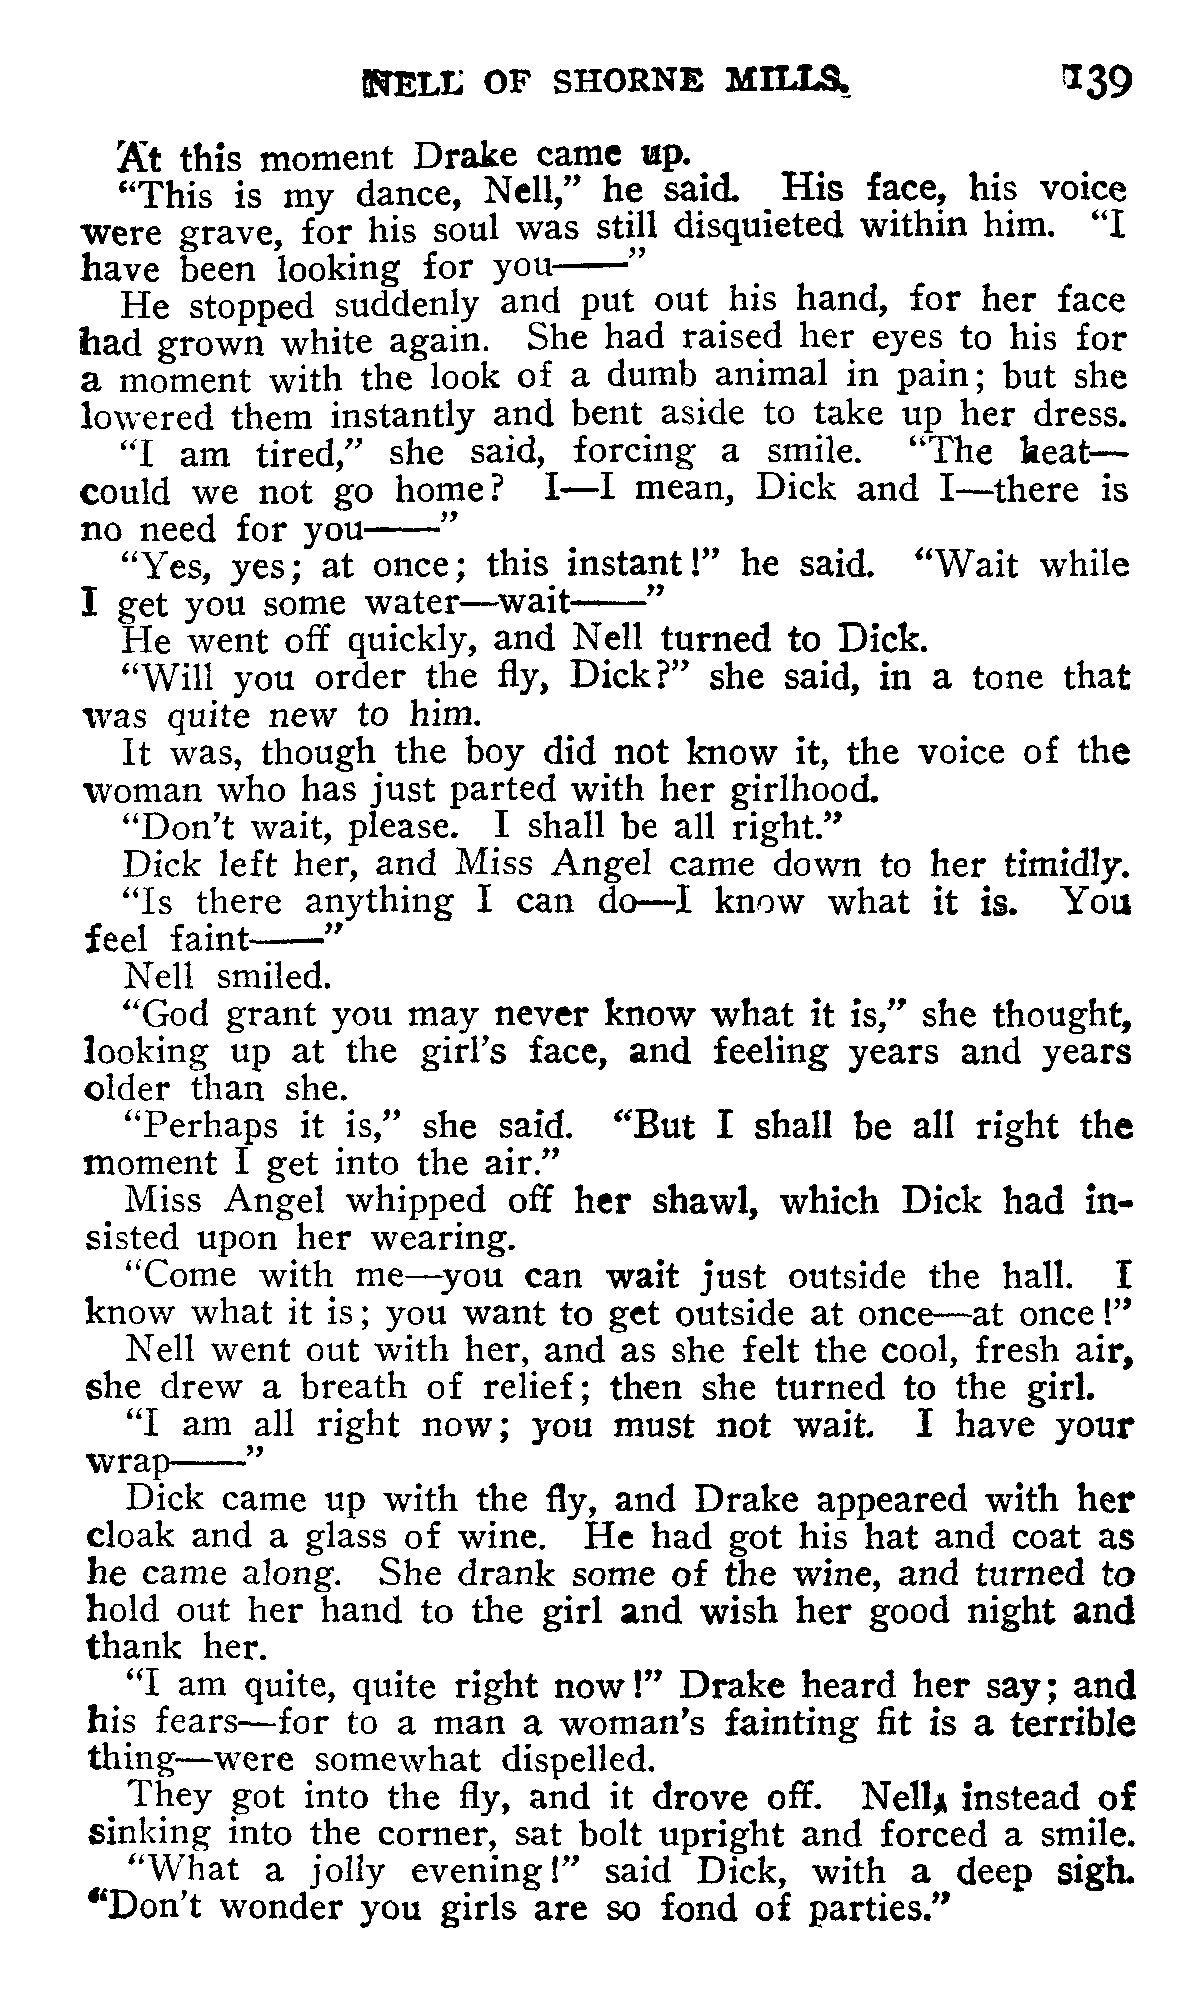 NELL OF SHORNE MILLS. 139
At this moment Drake came up.
“This is my dance, Nell,” he said. His face, his voice
were grave, for his soul was still disquieted within him. “I
have been looking for you——”
He stopped suddenly and put out his hand, for her face
had grown white again. She had raised her eyes to his for
a moment with the look of a dumb animal in pain; but she
lowered them instantly and bent aside to take up her dress.
“I am tired,” she said, forcing a smile. “The heat—
could we not go home? I—I mean, Dick and I—there is
no need for you——”
“Yes, yes; at once; this instant!” he said. “Wait while
I get you some water—wait——”
He went off quickly, and Nell turned to Dick.
“Will you order the fly, Dick?” she said, in a tone that
was quite new to him.
It was, though the boy did not know it, the voice of the
woman who has just parted with her girlhood.
“Don’t wait, please. I shall be all right.”
Dick left her, and Miss Angel came down to her timidly.
“Is there anything I can do—I know what it is. You
feel faint——”
Nell smiled.
“God grant you may never know what it is,” she thought,
looking up at the girl’s face, and feeling years and years
older than she.
“Perhaps it is,” she said. “But I shall be all right the
moment I get into the air.”
Miss Angel whipped off her shawl, which Dick had in-
sisted upon her wearing.
“Come with me—you can wait just outside the hall. I
know what it is; you want to get outside at once—at once!”
Nell went out with her, and as she felt the cool, fresh air,
she drew a breath of relief; then she turned to the girl.
“I am all right now; you must not wait. I have your
wrap——”
Dick came up with the fly, and Drake appeared with her
cloak and a glass of wine. He had got his hat and coat as
he came along. She drank some of the wine, and turned to
hold out her hand to the girl and wish her good night and
thank her.
“I am quite, quite right now!” Drake heard her say; and
his fears—for to a man a woman’s fainting fit is a terrible
thing—were somewhat dispelled.
They got into the fly, and it drove off. Nell, instead of
sinking into the corner, sat bolt upright and forced a smile.
“What a jolly evening!” said Dick, with a deep sigh.
“Don’t wonder you girls are so fond of parties.”